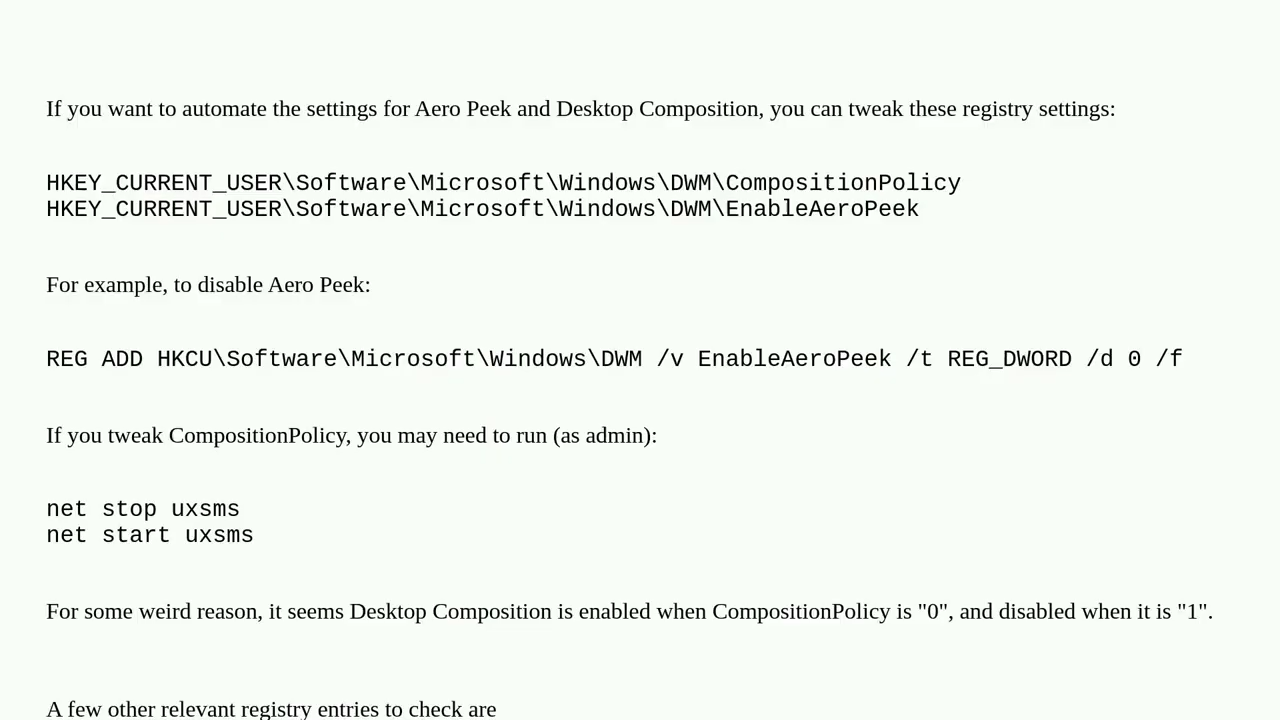 If you want to automate the settings for Aero Peek and Desktop Composition, you can tweak these registry settings:
HKEY_CURRENT_USER\Software\Microsoft\Windows\DWM\CompositionPolicy
HKEY_CURRENT_USER\Software\Microsoft\Windows\DWM\EnableAeroPeek
For example, to disable Aero Peek:
REG ADD HKCU\Software\Microsoft\Windows\DWM /v EnableAeroPeek /t REG_DWORD /d 0 /f
If you tweak CompositionPolicy, you may need to run (as admin):
net stop uxsms
net start uxsms
For some weird reason, it seems Desktop Composition is enabled when CompositionPolicy is "0", and disabled when it is "1".
A few other relevant registry entries to check are